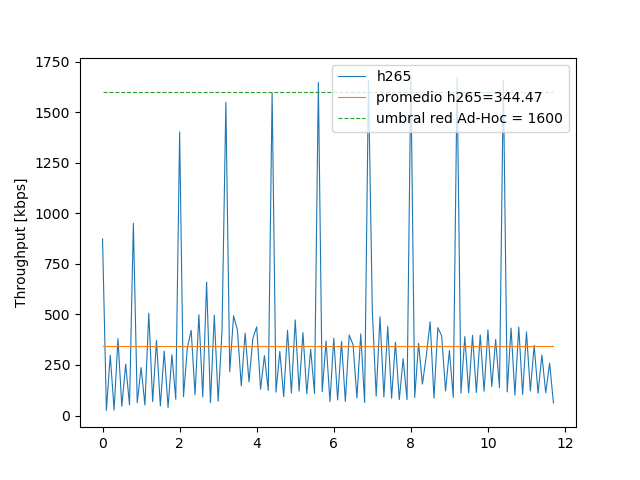 1750
1500
1250
1000
750
500
250
0
Throughput [kbps]
0 2 4 6 8 10 12
h265
promedio h265=344.47
umbral red Ad-Hoc = 1600